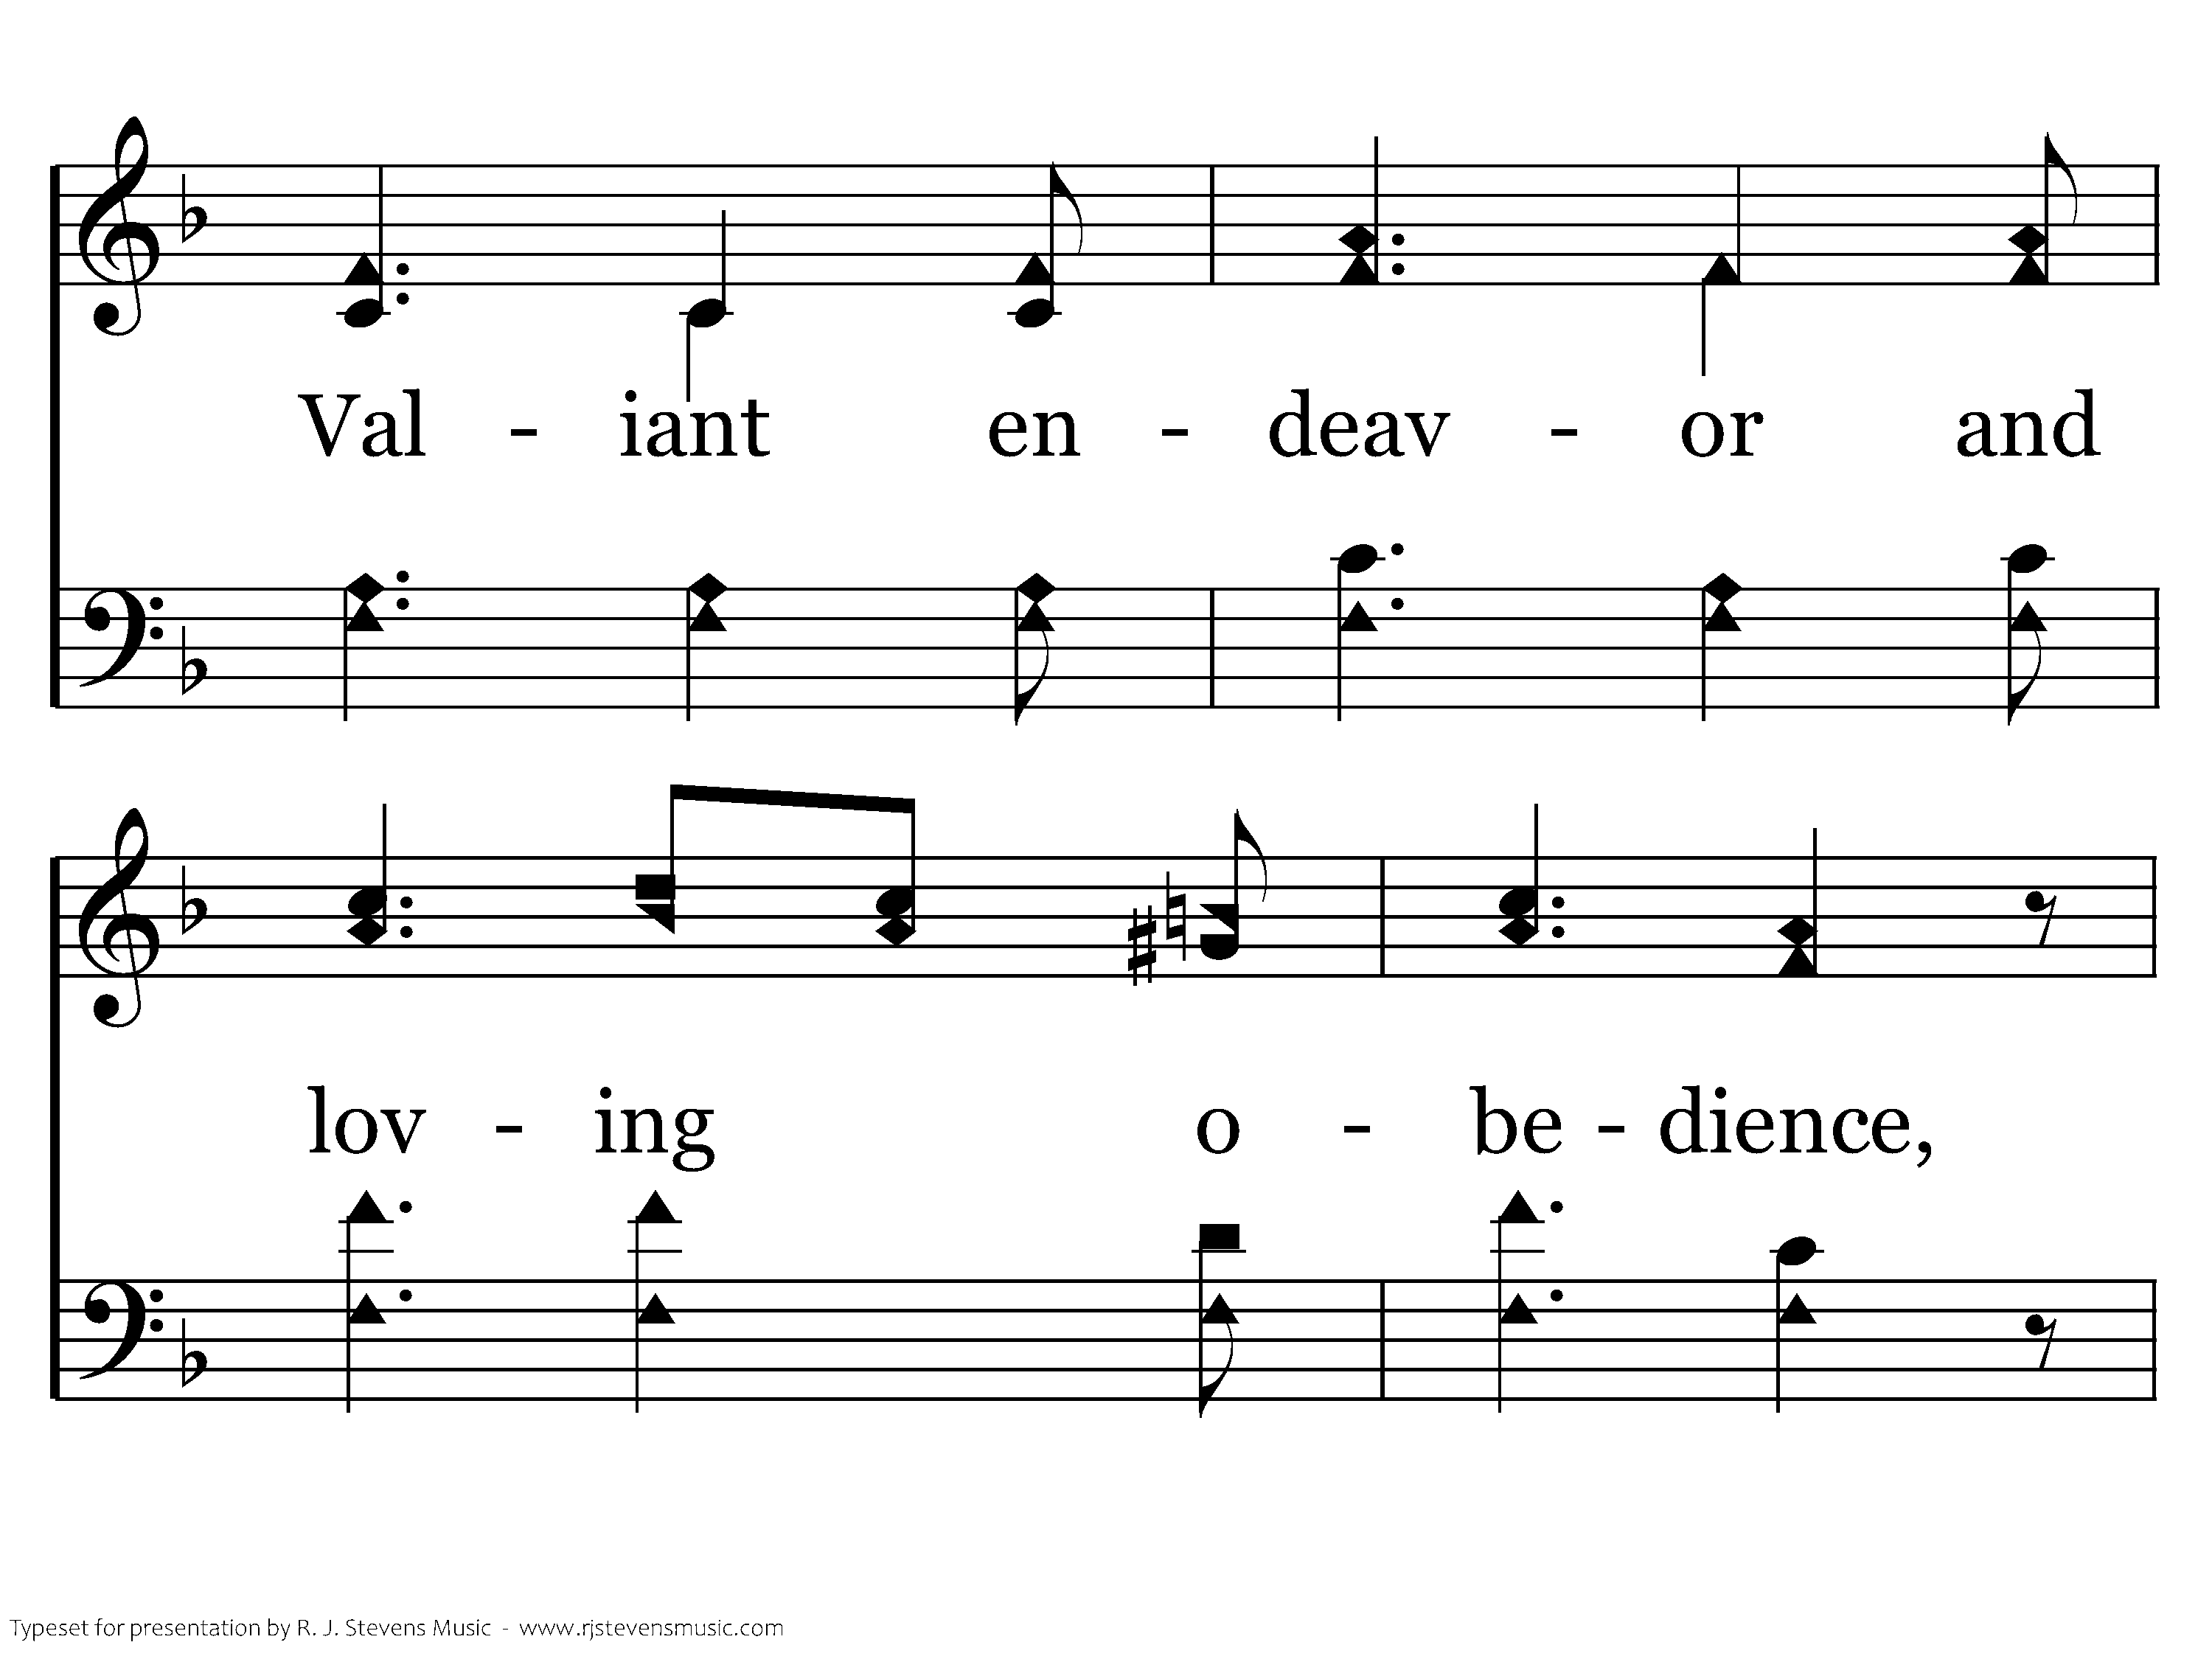 Val - iant en - deav - or and
lov - ing o - be - dience,
Typeset for presentation by R. J. Stevens Music - www.rjstevensmusic.com